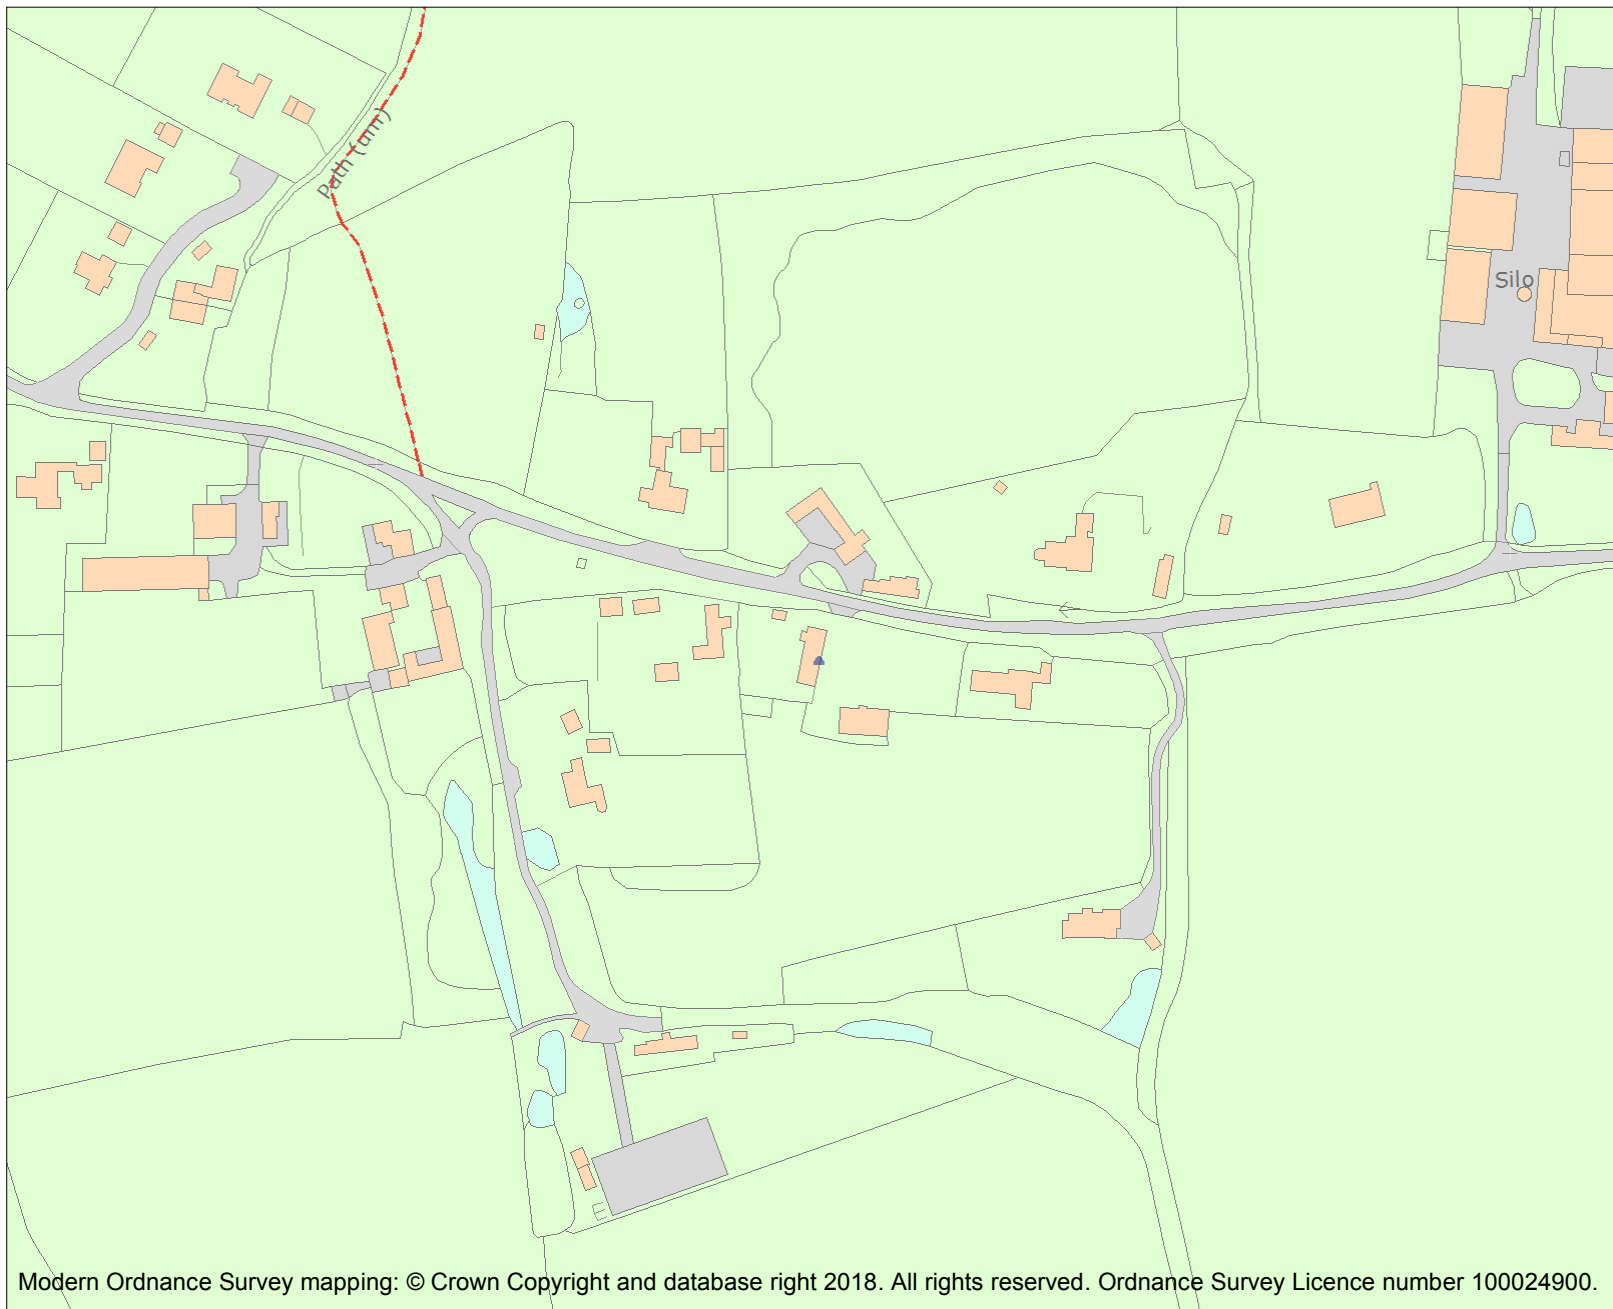 Path (um)
Silo
Modern Ordnance Survey mapping: © Crown Copyright and database right 2018. All rights reserved. Ordnance Survey Licence number 100024900.